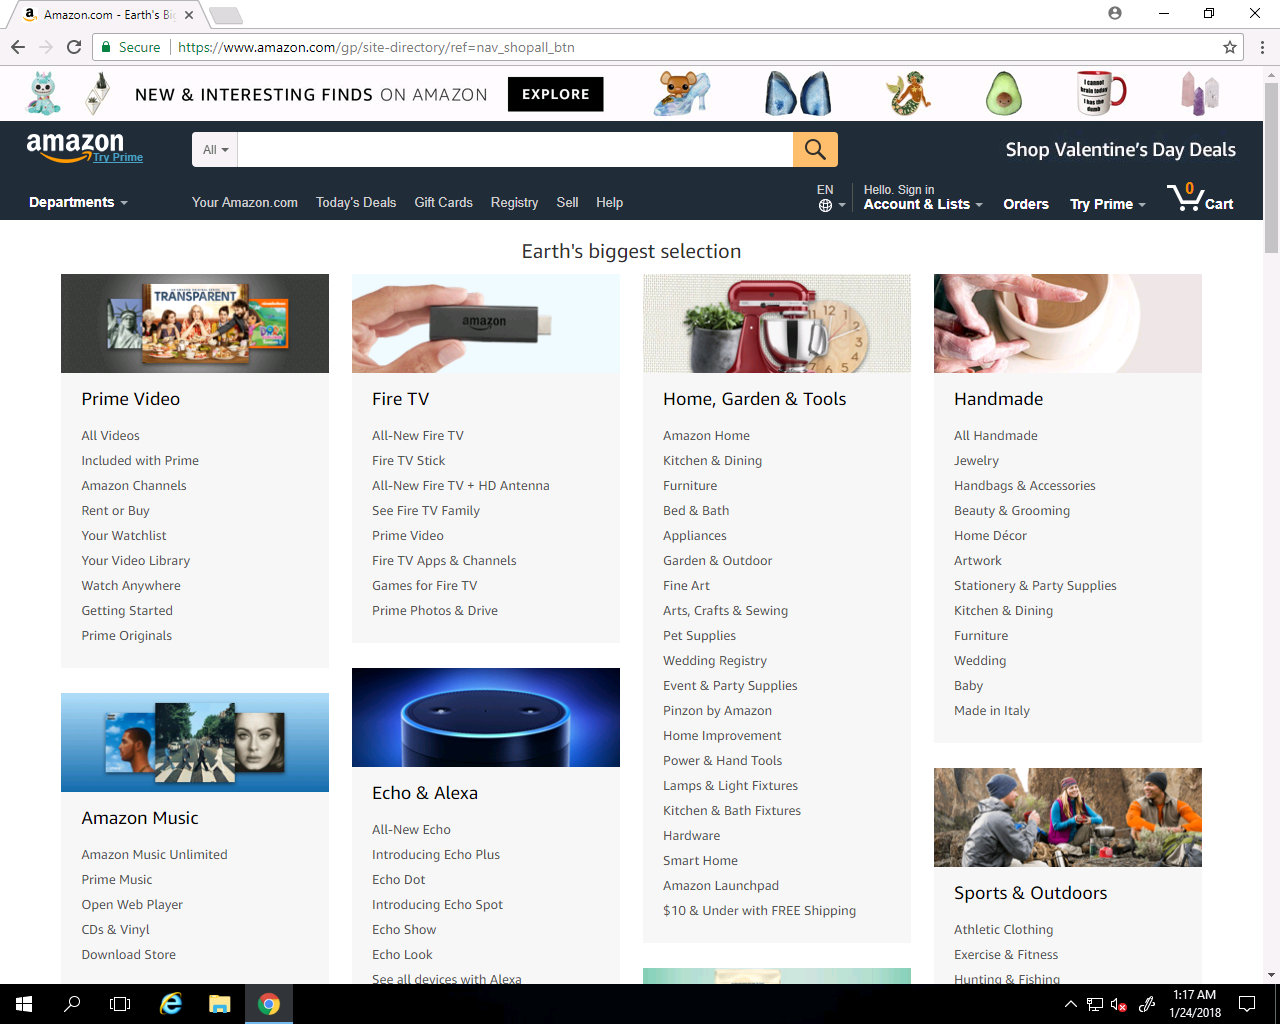 Amazon.com - Earth's Big
Secure
https://www.amazon.com/gp/site-directory/ref=nav_shopall_btn
NEW & INTERESTING FINDS ON AMAZON
EXPLORE
I cannot
brain today
I has the
dumb
amazon
Try Prime
All
Shop Valentine's Day Deals
Departments
Your Amazon.com
Today's Deals
Gift Cards
Registry
Sell
Help
EN
Hello. Sign in
Account & Lists
Orders
Try Prime
0
Cart
Earth's biggest selection
TRANSPARENT
Prime Video
All Videos
Included with Prime
Amazon Channels
Rent or Buy
Your Watchlist
Your Video Library
Watch Anywhere
Getting Started
Prime Originals
Amazon Music
Amazon Music Unlimited
Prime Music
Open Web Player
CDs & Vinyl
Download Store
amazon
Fire TV
All-New Fire TV
Fire TV Stick
All-New Fire TV + HD Antenna
See Fire TV Family
Prime Video
Fire TV Apps & Channels
Games for Fire TV
Prime Photos & Drive
Echo & Alexa
All-New Echo
Introducing Echo Plus
Echo Dot
Introducing Echo Spot
Echo Show
Echo Look
See all devices with Alexa
Home, Garden & Tools
Amazon Home
Kitchen & Dining
Furniture
Bed & Bath
Appliances
Garden & Outdoor
Fine Art
Arts, Crafts & Sewing
Pet Supplies
Wedding Registry
Event & Party Supplies
Pinzon by Amazon
Home Improvement
Power & Hand Tools
Lamps & Light Fixtures
Kitchen & Bath Fixtures
Hardware
Smart Home
Amazon Launchpad
$10 & Under with FREE Shipping
Handmade
All Handmade
Jewelry
Handbags & Accessories
Beauty & Grooming
Home Décor
Artwork
Stationery & Party Supplies
Kitchen & Dining
Furniture
Wedding
Baby
Made in Italy
Sports & Outdoors
Athletic Clothing
Exercise & Fitness
Hunting & Fishing
1:17 AM
1/24/2018